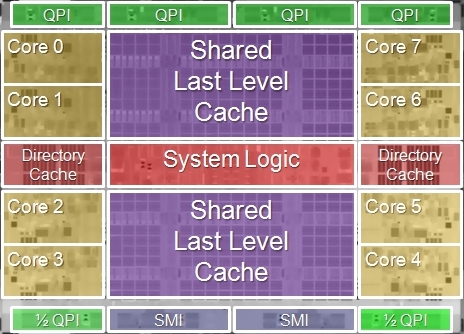 QPI QPI QPI QPI
Core 0
Shared
Last Level
Cache
Core 7
Core 1
Core 6
Directory
Cache
System Logic
Directory
Cache
Core 2
Shared
Last Level
Cache
Core 5
Core 3
Core 4
½ QPI SMI SMI ½ QPI